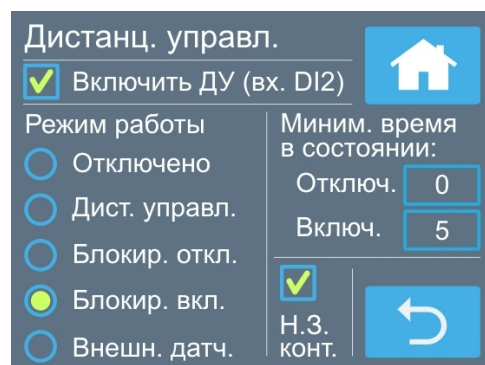 Дистанц. управл.
Включить ДУ (вх. DI2)
Режим работы
Отключено
Дист. управл.
Блокир. откл.
Блокир. вкл.
Внешн. датч.
Миним. время
в состоянии:
Отключ. 0
Включ. 5
Н.З.
конт.